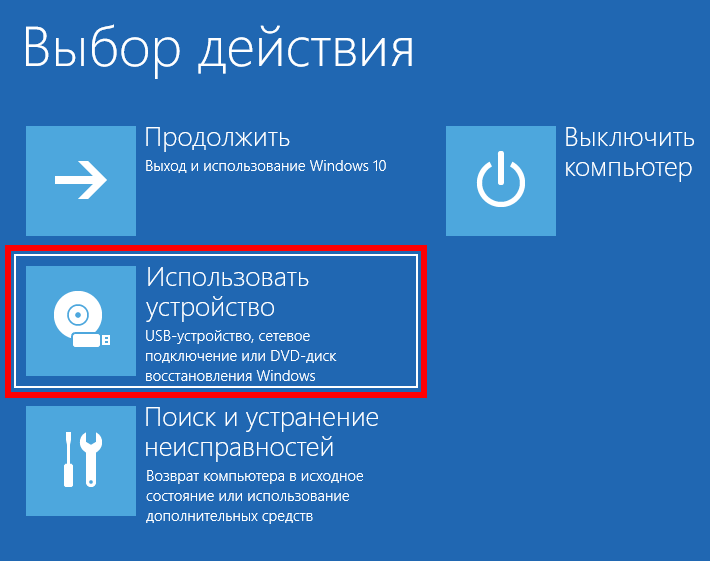 Выбор действия
Продолжить
Выход и использование Windows 10
Выключить
компьютер
Использовать
устройство
USB-устройство, сетевое
подключение или DVD-диск
восстановления Windows
Поиск и устранение
неисправностей
Возврат компьютера в исходное
состояние или использование
дополнительных средств